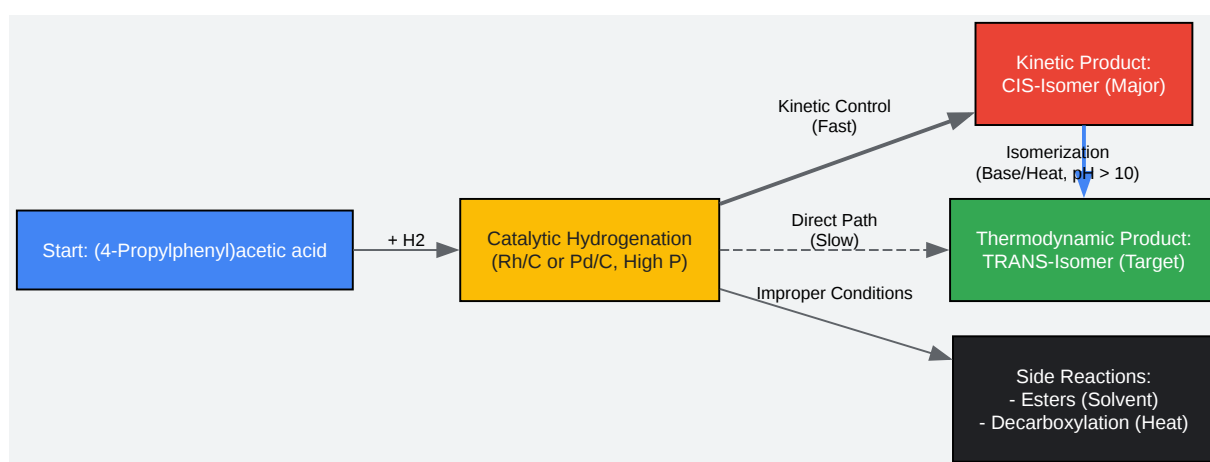 Start: (4-Propylphenyl)acetic acid
+ H2
Catalytic Hydrogenation
(Rh/C or Pd/C, High P)
Kinetic Control
(Fast)
Kinetic Product:
CIS-Isomer (Major)
Isomerization
(Base/Heat, pH > 10)
Direct Path
(Slow)
Thermodynamic Product:
TRANS-Isomer (Target)
Improper Conditions
Side Reactions:
- Esters (Solvent)
- Decarboxylation (Heat)